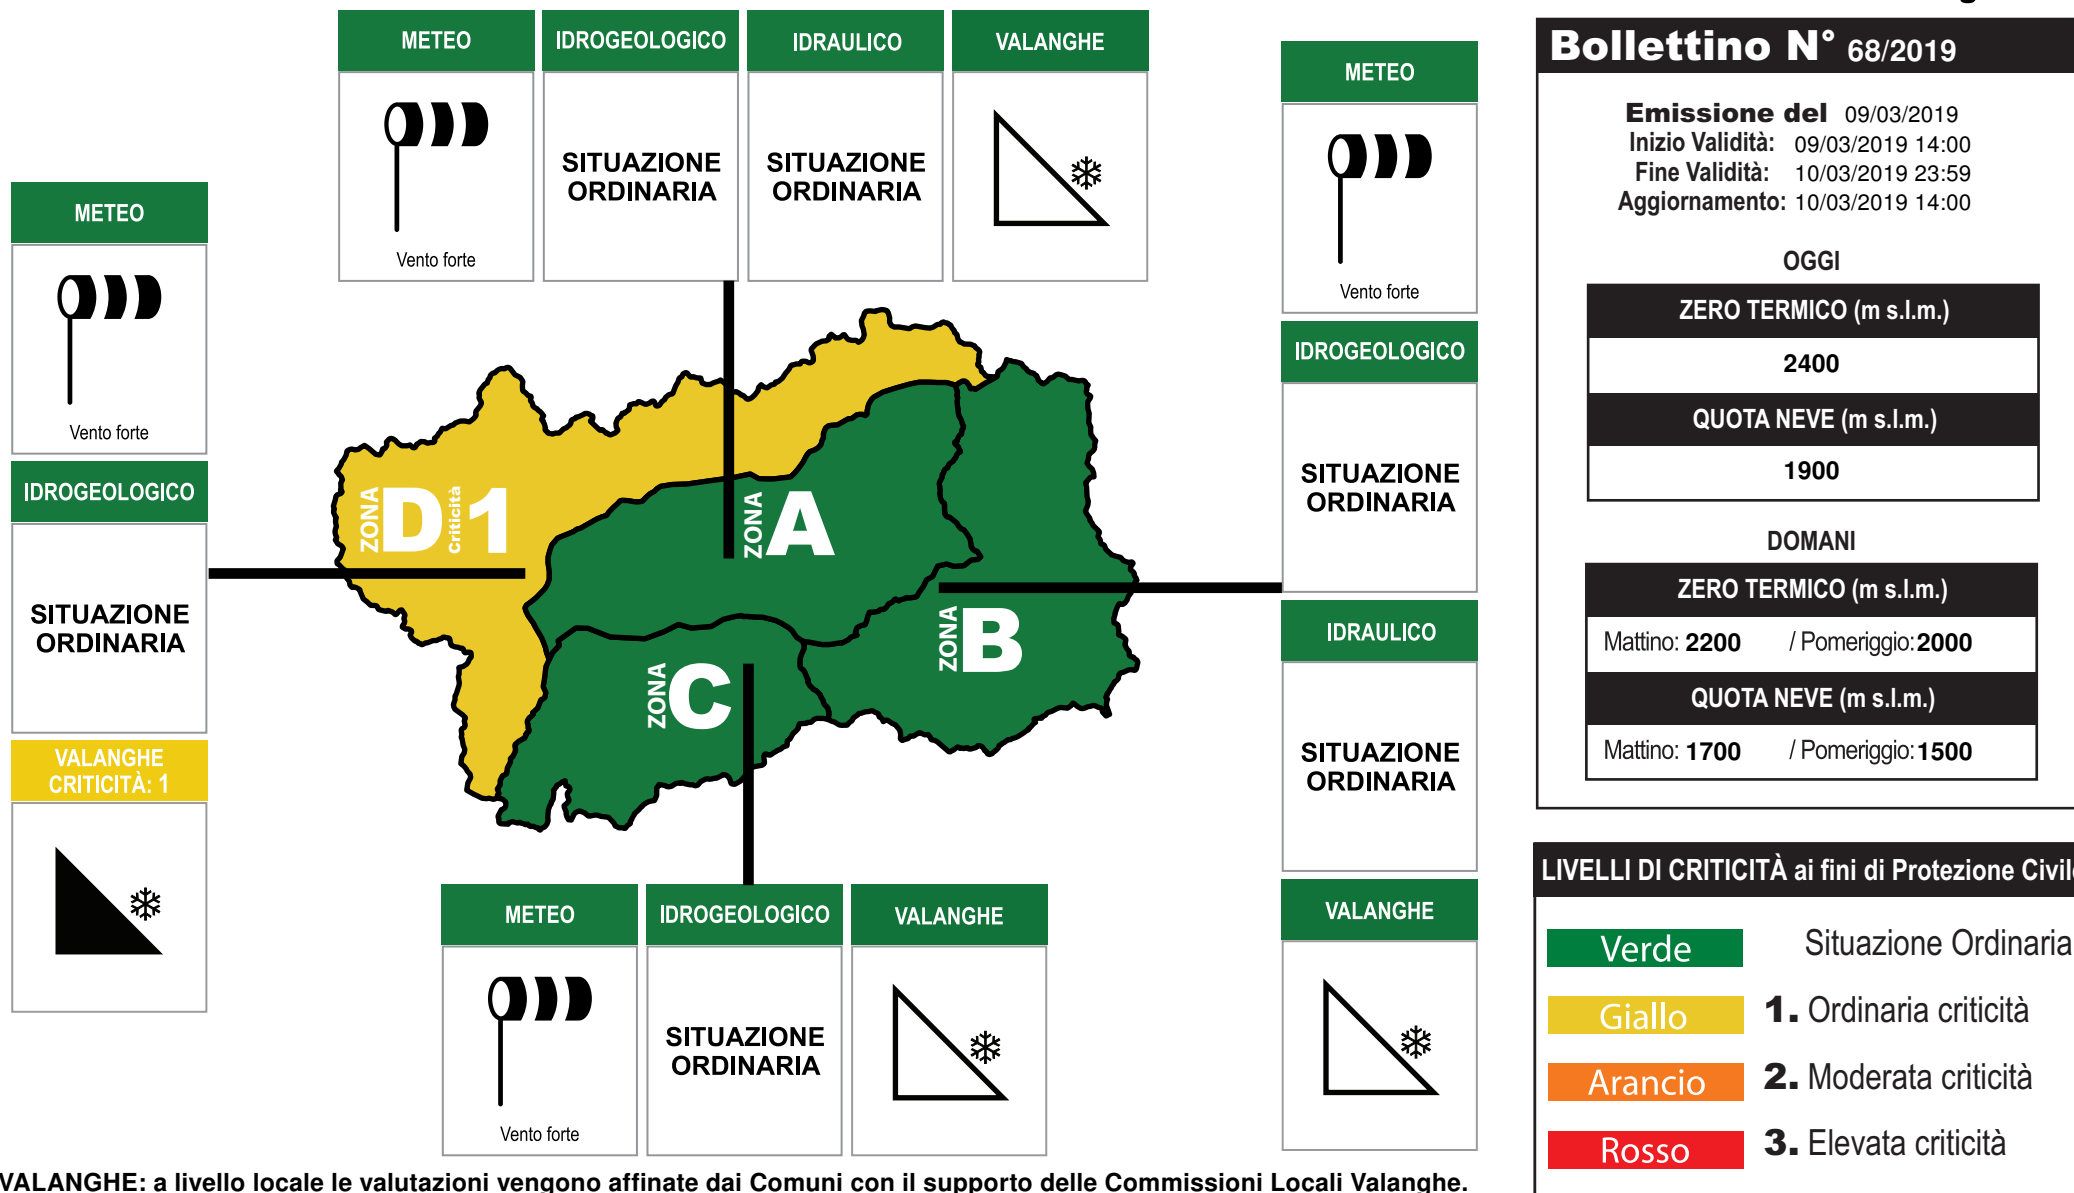 METEO
IDROGEOLOGICO
IDRAULICO
VALANGHE
Vento forte
SITUAZIONE
ORDINARIA
SITUAZIONE
ORDINARIA
METEO
Vento forte
IDROGEOLOGICO
SITUAZIONE
ORDINARIA
VALANGHE
CRITICITÀ: 1
METEO
Vento forte
IDROGEOLOGICO
SITUAZIONE
ORDINARIA
IDRAULICO
SITUAZIONE
ORDINARIA
VALANGHE
ZONA D Criticità 1
ZONA A
ZONA B
ZONA C
METEO
IDROGEOLOGICO
VALANGHE
Vento forte
SITUAZIONE
ORDINARIA
VALANGHE: a livello locale le valutazioni vengono affinate dai Comuni con il supporto delle Commissioni Locali Valanghe.
Bollettino N° 68/2019
Emissione del 09/03/2019
Inizio Validità: 09/03/2019 14:00
Fine Validità: 10/03/2019 23:59
Aggiornamento: 10/03/2019 14:00
OGGI
ZERO TERMICO (m s.l.m.)
2400
QUOTA NEVE (m s.l.m.)
1900
DOMANI
ZERO TERMICO (m s.l.m.)
Mattino: 2200 / Pomeriggio: 2000
QUOTA NEVE (m s.l.m.)
Mattino: 1700 / Pomeriggio: 1500
LIVELLI DI CRITICITÀ ai fini di Protezione Civile
Verde Situazione Ordinaria
Giallo 1. Ordinaria criticità
Arancio 2. Moderata criticità
Rosso 3. Elevata criticità